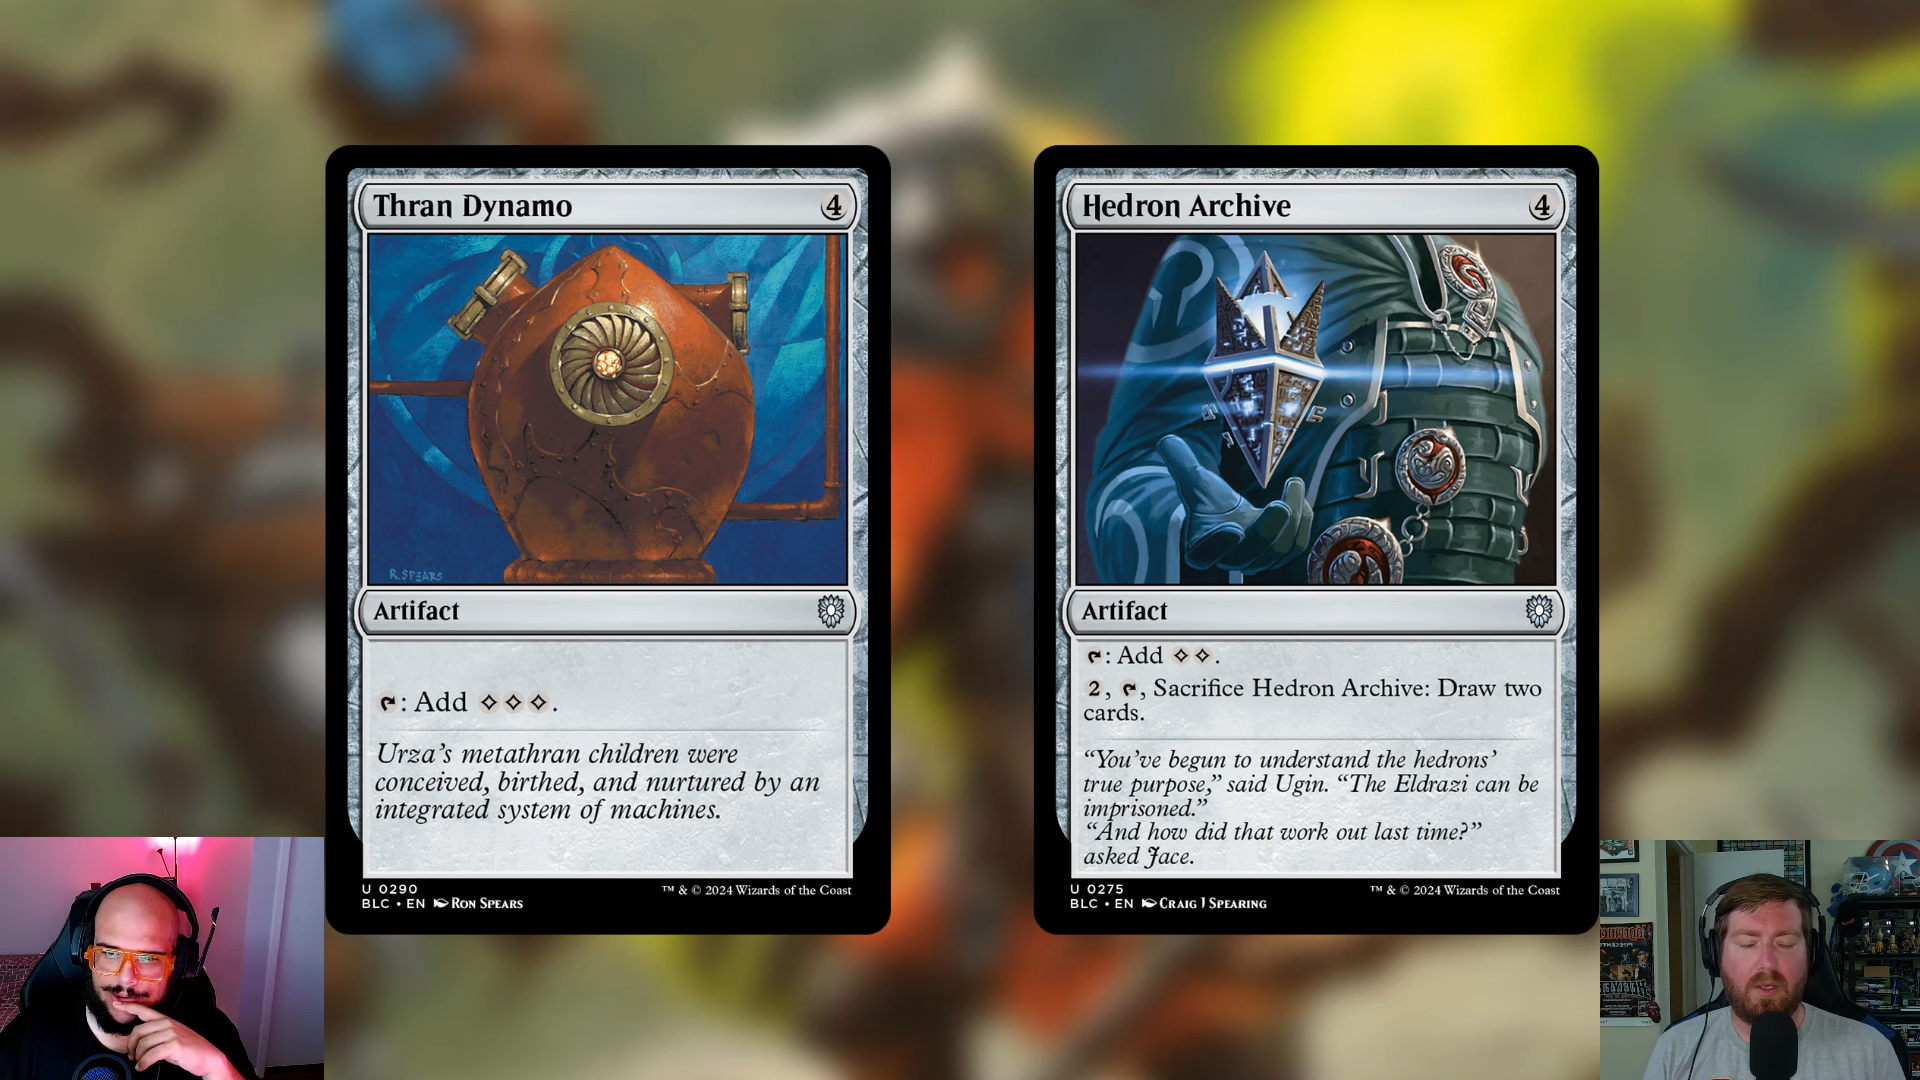 Thran Dynamo 4
R.SPEARS
Artifact
: Add .
Urza's metathran children were
conceived, birthed, and nurtured by an
integrated system of machines.
U 0290
BLC • EN Ron Spears
™ & © 2024 Wizards of the Coast
Hedron Archive 4
Artifact
: Add .
2, , Sacrifice Hedron Archive: Draw two
cards.
“You’ve begun to understand the hedrons’
true purpose,” said Ugin. “The Eldrazi can be
imprisoned.”
“And how did that work out last time?”
asked Jace.
U 0275
BLC • EN Craig J Spearing
™ & © 2024 Wizards of the Coast